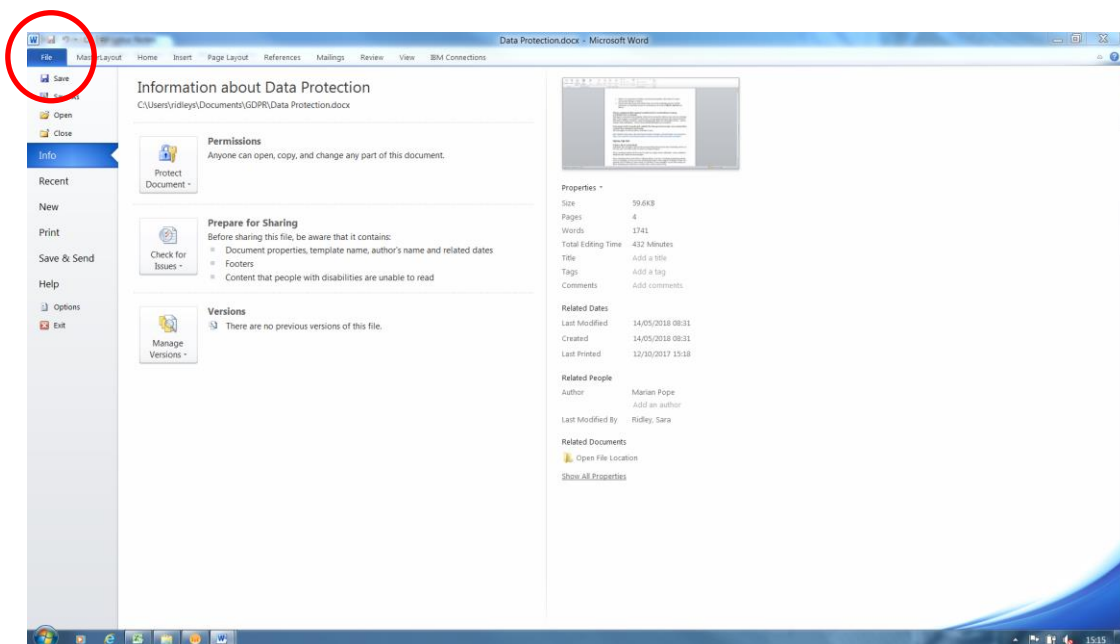 Data Protection.docx - Microsoft Word
File MasterLayout Home Insert Page Layout References Mailings Review View IBM Connections
Save
Save As
Open
Close
Info
Recent
New
Print
Save & Send
Help
Options
Exit
Information about Data Protection
C:\Users\ridleys\Documents\GDPR\Data Protection.docx
Protect
Document
Permissions
Anyone can open, copy, and change any part of this document.
Check for
Issues
Prepare for Sharing
Before sharing this file, be aware that it contains:
Document properties, template name, author's name and related dates
Footers
Content that people with disabilities are unable to read
Manage
Versions
Versions
There are no previous versions of this file.
Properties
Size 59.6KB
Pages 4
Words 1741
Total Editing Time 432 Minutes
Title Add a title
Tags Add a tag
Comments Add comments
Related Dates
Last Modified 14/05/2018 08:31
Created 14/05/2018 08:31
Last Printed 12/10/2017 15:18
Related People
Author Marian Pope
Add an author
Last Modified By Ridley, Sara
Related Documents
Open File Location
Show All Properties
15:15